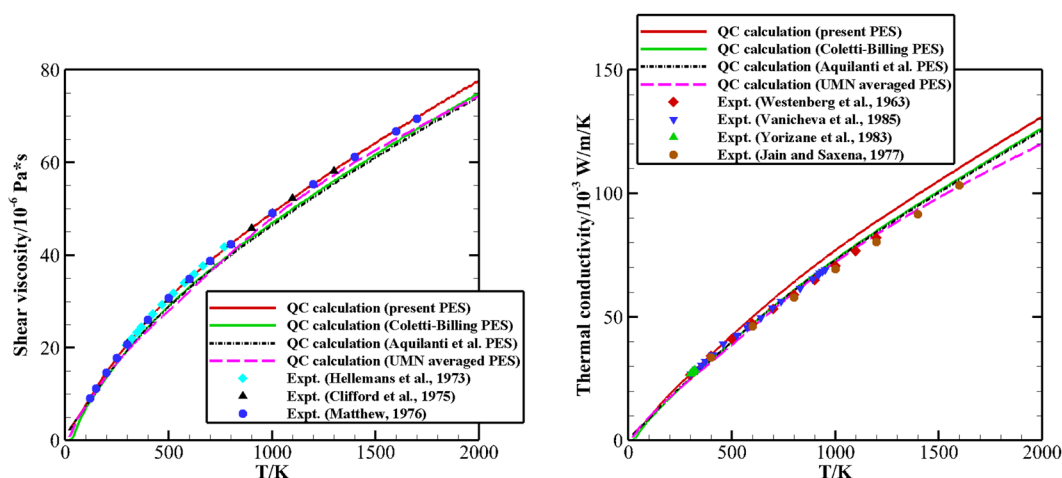 80
60
40
20
0
Shear viscosity/10⁻⁶ Pa*s
0
500
1000
1500
2000
T/K
QC calculation (present PES)
QC calculation (Coletti-Billing PES)
QC calculation (Aquilanti et al. PES)
QC calculation (UMN averaged PES)
Expt. (Hellemans et al., 1973)
Expt. (Clifford et al., 1975)
Expt. (Matthew, 1976)
QC calculation (present PES)
QC calculation (Coletti-Billing PES)
QC calculation (Aquilanti et al. PES)
QC calculation (UMN averaged PES)
Expt. (Westenberg et al., 1963)
Expt. (Vanicheva et al., 1985)
Expt. (Yorizane et al., 1983)
Expt. (Jain and Saxena, 1977)
150
100
50
0
Thermal conductivity/10⁻³ W/m/K
0
500
1000
1500
2000
T/K